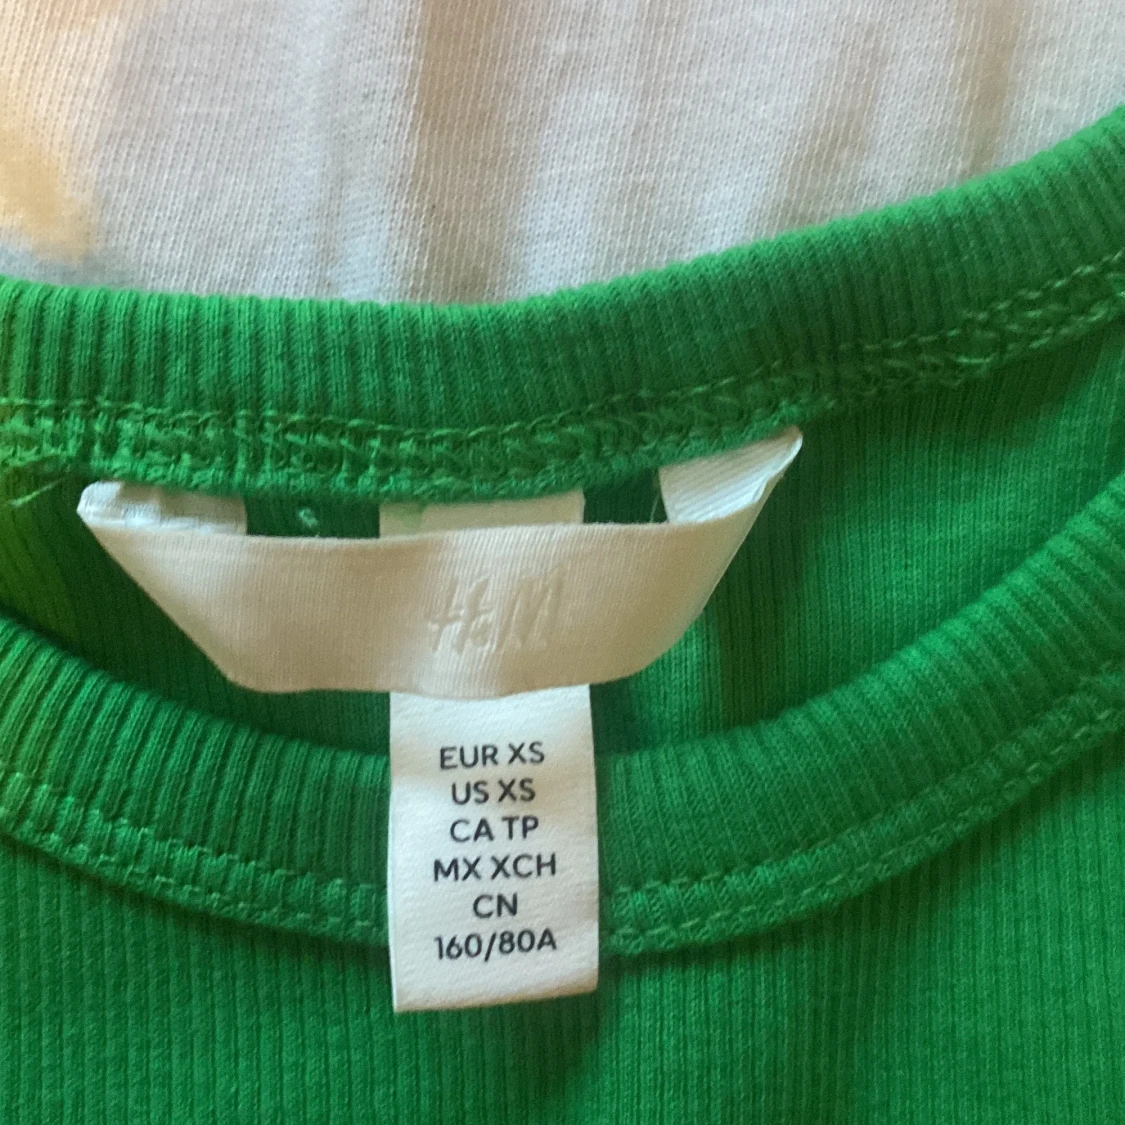 H&M
EUR XS
US XS
CA TP
MX XCH
CN
160/80A